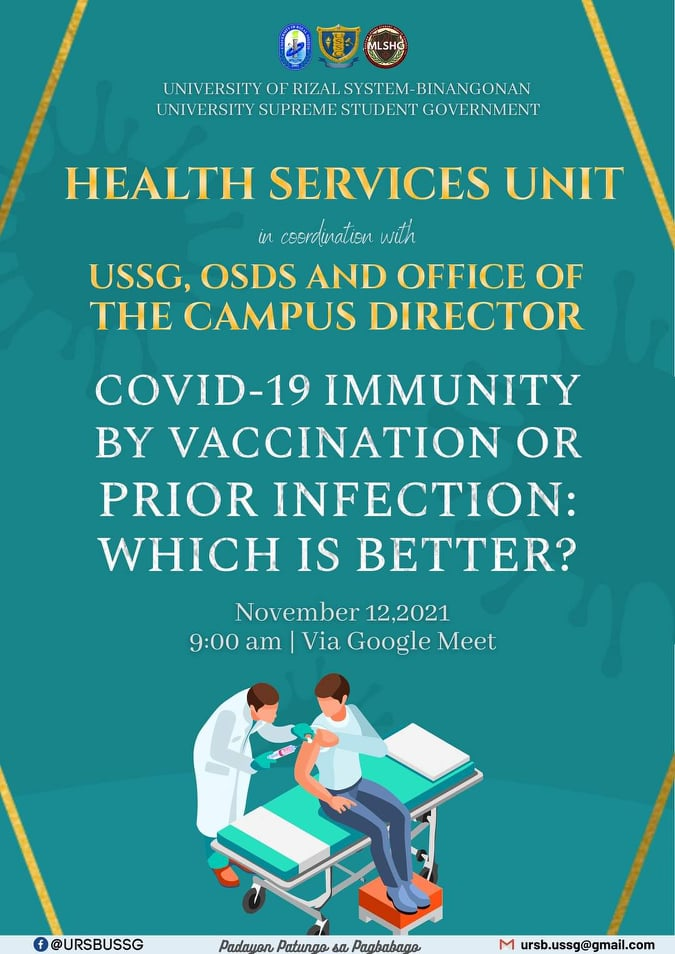 MLSHG
UNIVERSITY OF RIZAL SYSTEM-BINANGONAN
UNIVERSITY SUPREME STUDENT GOVERNMENT
HEALTH SERVICES UNIT
in coordination with
USSG, OSDS AND OFFICE OF
THE CAMPUS DIRECTOR
COVID-19 IMMUNITY
BY VACCINATION OR
PRIOR INFECTION:
WHICH IS BETTER?
November 12,2021
9:00 am | Via Google Meet
@URSBUSSG
Padayon Patungo sa Pagbabago
ursb.ussg@gmail.com